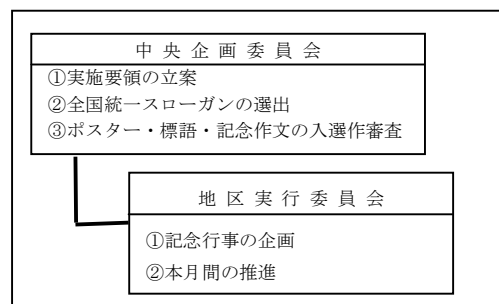 中央企画委員会
①実施要領の立案
②全国統一スローガンの選出
③ポスター・標語・記念作文の入選作審査
地区実行委員会
①記念行事の企画
②本月間の推進